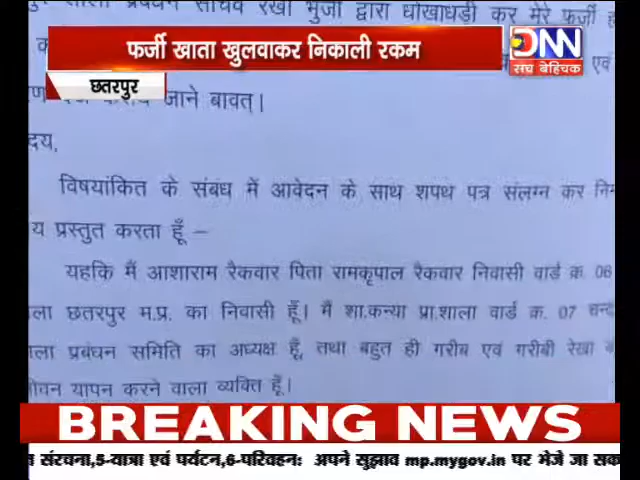 शाला प्रबंधन सचिव रेखा भुर्जी द्वारा धोखाधड़ी कर मेरे फर्जी
फर्जी खाता खुलवाकर निकाली रकम
DNN
सच बेहिचक
एवं
छतरपुर
जाने बावत्।
दय,
विषयांकित के संबंध में आवेदन के साथ शपथ पत्र संलग्न कर निम
य प्रस्तुत करता हूँ –
यहकि मैं आशाराम रैकवार पिता रामकृपाल रैकवार निवासी वार्ड क्र. 06
ला छतरपुर म.प्र. का निवासी हूँ। मैं शा.कन्या प्रा.शाला वार्ड क्र. 07 चन्द
ाला प्रबंधन समिति का अध्यक्ष हूँ, तथा बहुत ही गरीब एवं गरीबी रेखा
ीवन यापन करने वाला व्यक्ति हूँ।
BREAKING NEWS
त संरचना,5-यात्रा एवं पर्यटन,6-परिवहन: अपने सुझाव mp.mygov.in पर भेजे जा सक